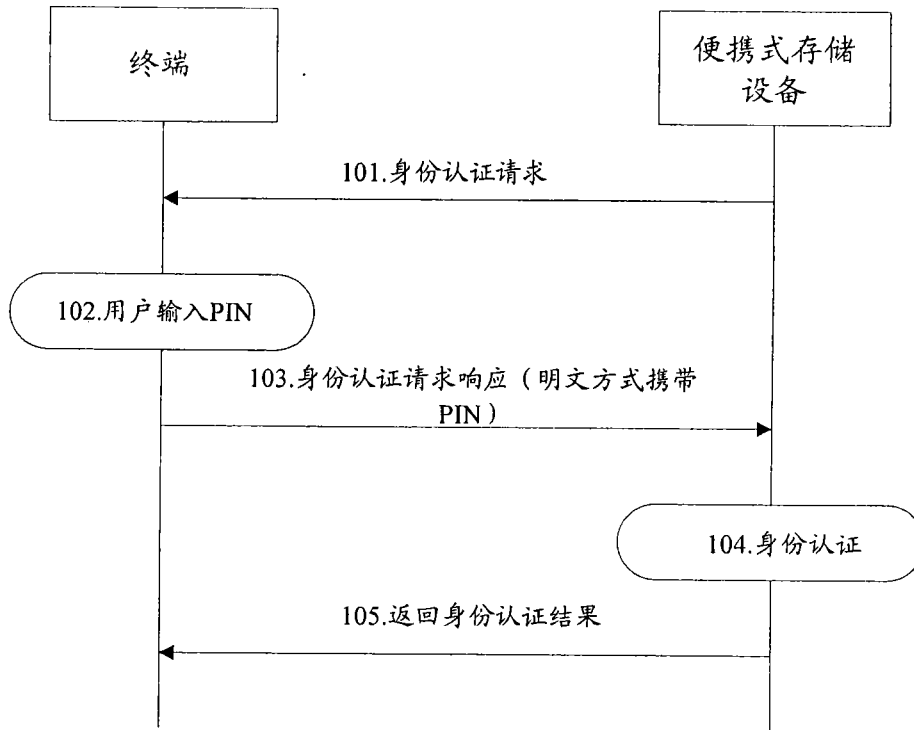 终端
便携式存储
设备
101.身份认证请求
102.用户输入PIN
103.身份认证请求响应（明文方式携带
PIN）
104.身份认证
105.返回身份认证结果